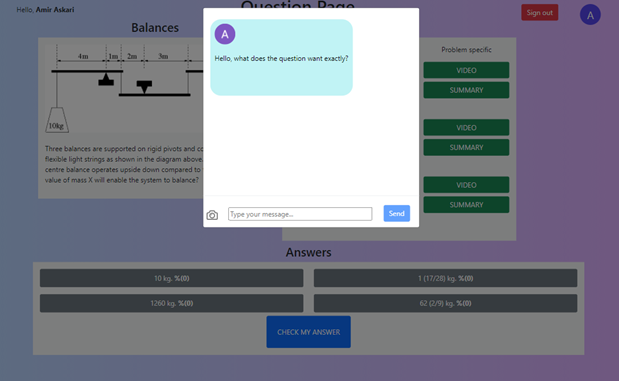 Question Page
Hello, Amir Askari
Sign out
A
Balances
4m 1m 2m 3m
10kg
Three balances are supported on rigid pivots and
flexible light strings as shown in the diagram above.
centre balance operates upside down compared to
value of mass X will enable the system to balance?
A
Hello, what does the question want exactly?
Type your message...
Send
Problem specific
VIDEO
SUMMARY
VIDEO
SUMMARY
VIDEO
SUMMARY
Answers
10 kg. %(0)
1 (17/28) kg. %(0)
1260 kg. %(0)
62 (2/9) kg. %(0)
CHECK MY ANSWER